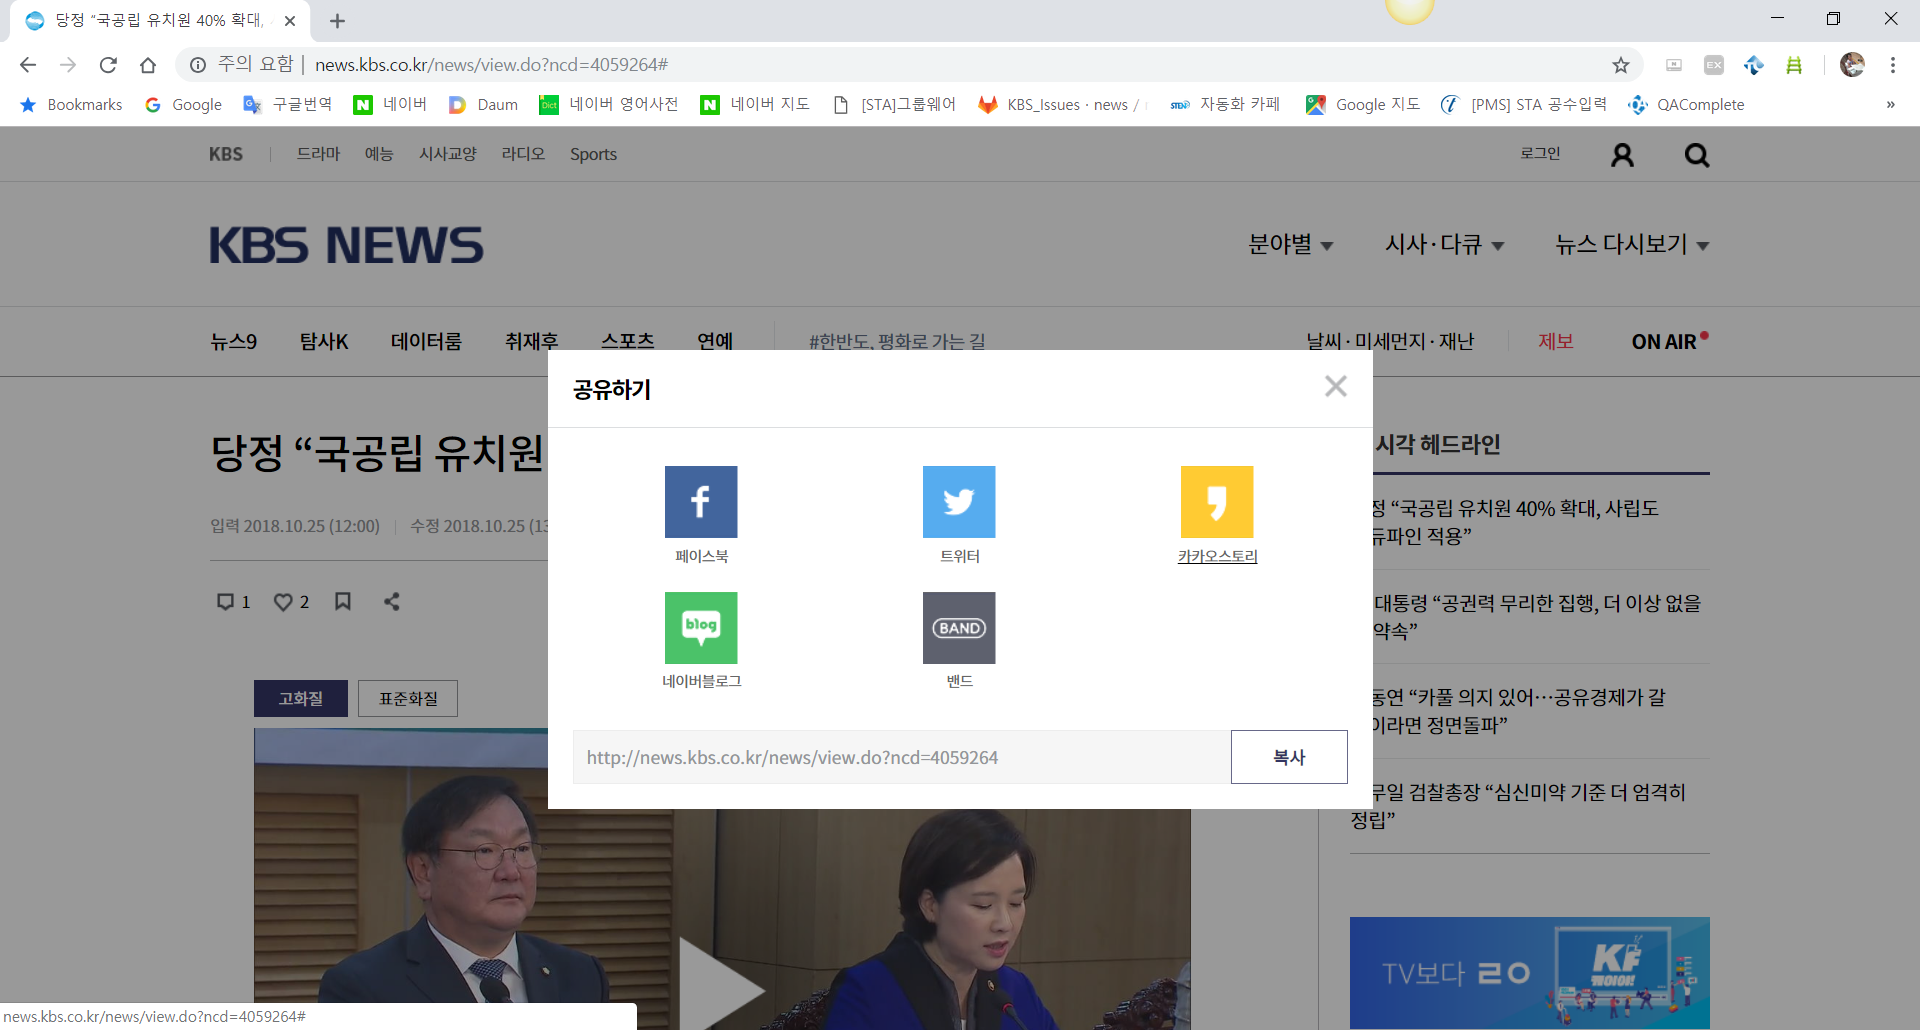 당정 “국공립 유치원 40% 확대,
주의 요함 | news.kbs.co.kr/news/view.do?ncd=4059264#
EX
Bookmarks Google 구글번역 네이버 Daum Dict 네이버 영어사전 네이버 지도 [STA]그룹웨어 KBS_Issues · news / STEN 자동화 카페 Google 지도 [PMS] STA 공수입력 QAComplete »
KBS 드라마 예능 시사교양 라디오 Sports 로그인
KBS NEWS 분야별 시사·다큐 뉴스 다시보기
뉴스9 탐사K 데이터룸 취재후 스포츠 연예 #한반도, 평화로 가는 길 날씨·미세먼지·재난 제보 ON AIR
공유하기
당정 “국공립 유치원
시각 헤드라인
입력 2018.10.25 (12:00) 수정 2018.10.25 (13
1 2
페이스북 트위터 카카오스토리
blog BAND
네이버블로그 밴드
http://news.kbs.co.kr/news/view.do?ncd=4059264 복사
정 “국공립 유치원 40% 확대, 사립도
듀파인 적용”
대통령 “공권력 무리한 집행, 더 이상 없을
약속”
동연 “카풀 의지 있어…공유경제가 갈
이라면 정면돌파”
무일 검찰총장 “심신미약 기준 더 엄격히
정립”
고화질 표준화질
TV보다 ㄹㅇ KF 케이야!
news.kbs.co.kr/news/view.do?ncd=4059264#